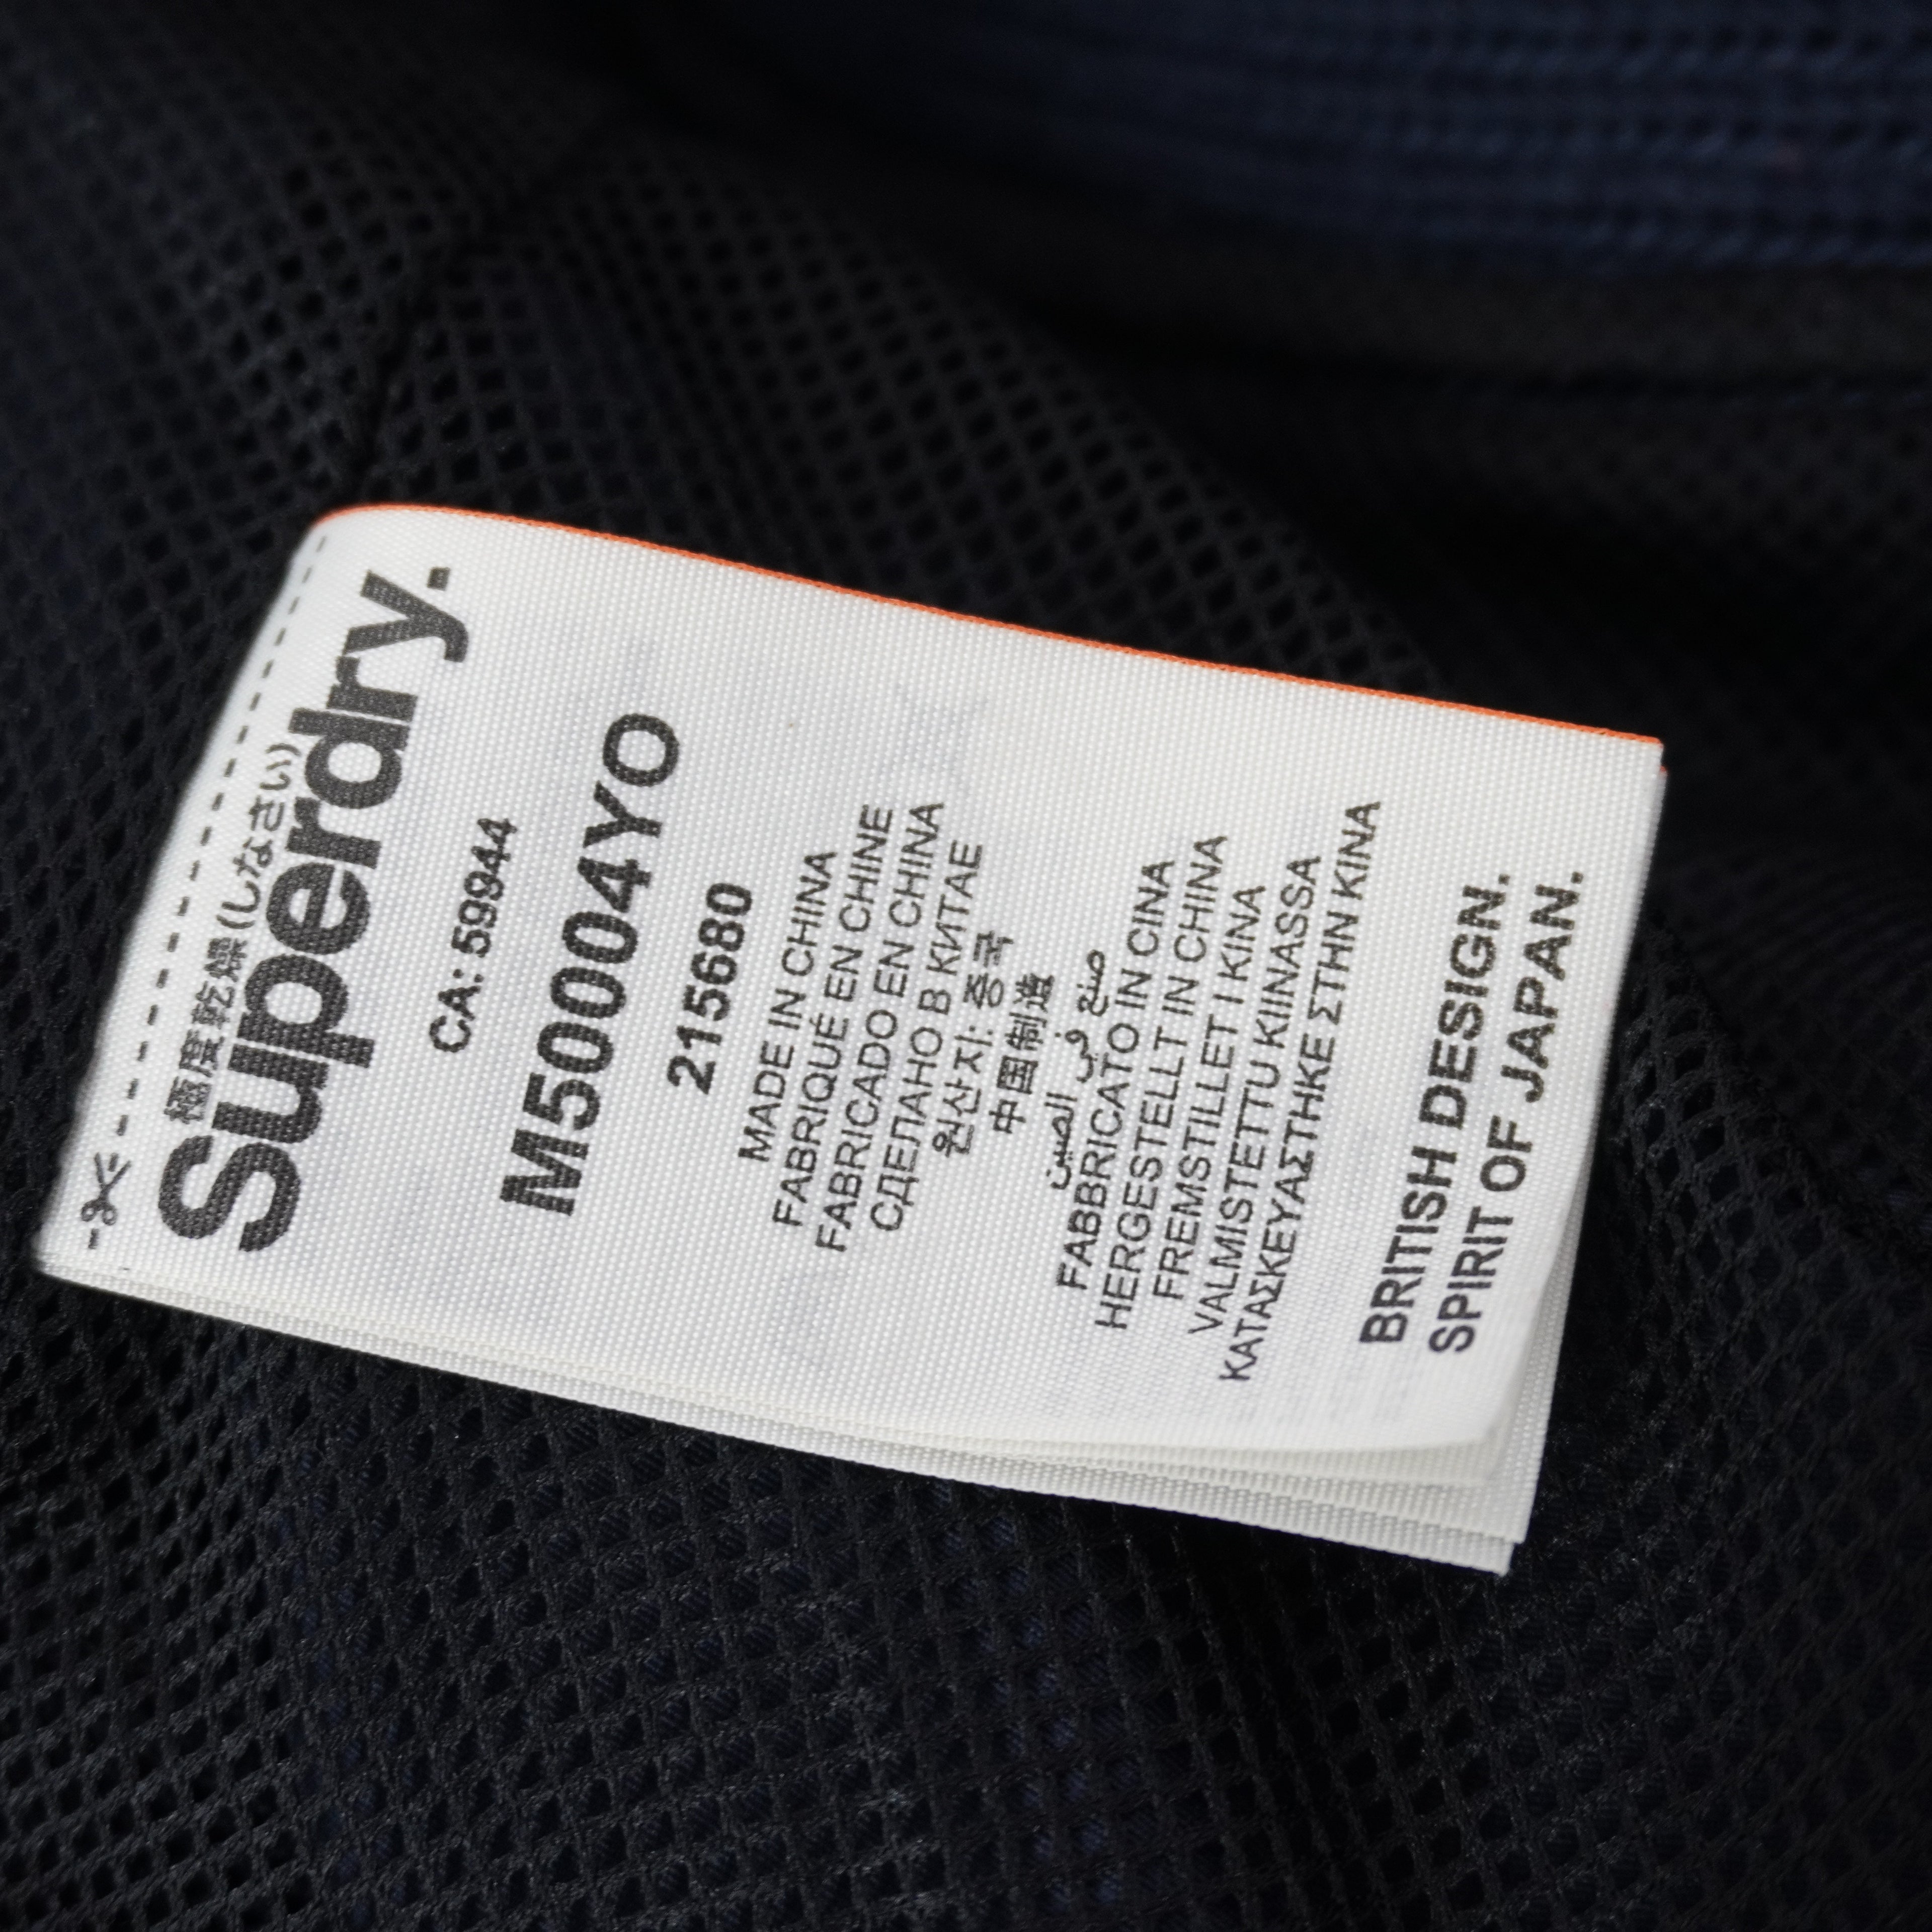 極度乾燥(しなさい)
Superdry.
CA: 59944
M50004YO
215680
MADE IN CHINA
FABRIQUÉ EN CHINE
FABRICADO EN CHINA
СДЕЛАНО В КИТАЕ
원산지: 중국
中国制造
صنع في الصين
FABBRICATO IN CINA
HERGESTELLT IN CHINA
FREMSTILLET I KINA
VALMISTETTU KIINASSA
ΚΑΤΑΣΚΕΥΑΣΤΗΚΕ ΣΤΗΝ ΚΙΝΑ
BRITISH DESIGN.
SPIRIT OF JAPAN.